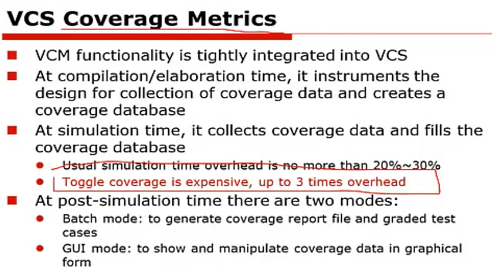 VCS Coverage Metrics
VCM functionality is tightly integrated into VCS
At compilation/elaboration time, it instruments the
design for collection of coverage data and creates a
coverage database
At simulation time, it collects coverage data and fills the
coverage database
Usual simulation time overhead is no more than 20%~30%
Toggle coverage is expensive, up to 3 times overhead
At post-simulation time there are two modes:
Batch mode: to generate coverage report file and graded test
cases
GUI mode: to show and manipulate coverage data in graphical
form